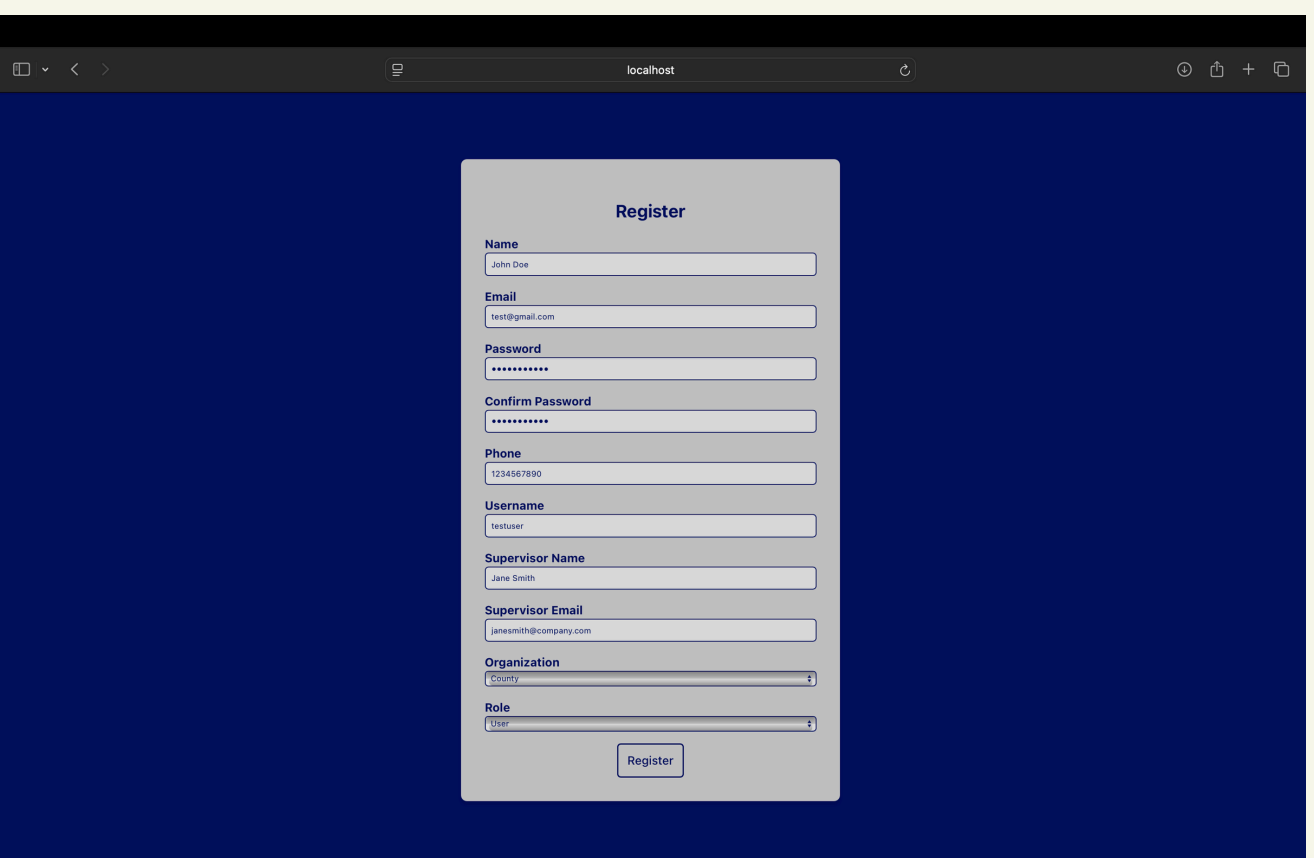 localhost
Register
Name
John Doe
Email
test@gmail.com
Password
•••••••••••
Confirm Password
•••••••••••
Phone
1234567890
Username
testuser
Supervisor Name
Jane Smith
Supervisor Email
janesmith@company.com
Organization
County
Role
User
Register